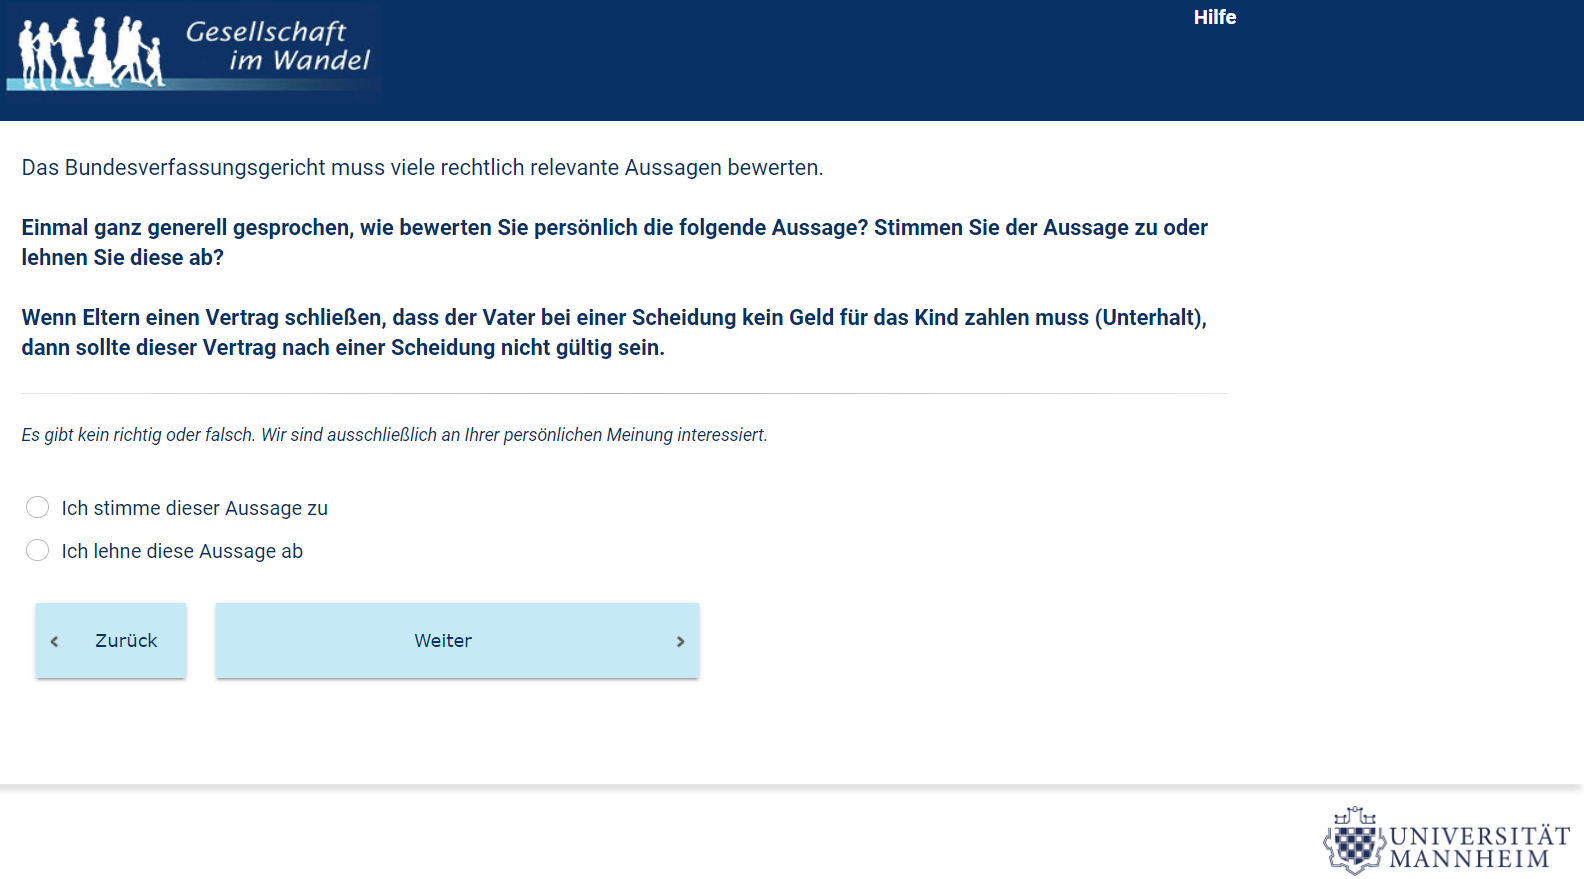 Gesellschaft
im Wandel
Hilfe
Das Bundesverfassungsgericht muss viele rechtlich relevante Aussagen bewerten.
Einmal ganz generell gesprochen, wie bewerten Sie persönlich die folgende Aussage? Stimmen Sie der Aussage zu oder
lehnen Sie diese ab?
Wenn Eltern einen Vertrag schließen, dass der Vater bei einer Scheidung kein Geld für das Kind zahlen muss (Unterhalt),
dann sollte dieser Vertrag nach einer Scheidung nicht gültig sein.
Es gibt kein richtig oder falsch. Wir sind ausschließlich an Ihrer persönlichen Meinung interessiert.
Ich stimme dieser Aussage zu
Ich lehne diese Aussage ab
Zurück
Weiter
UNIVERSITÄT
MANNHEIM